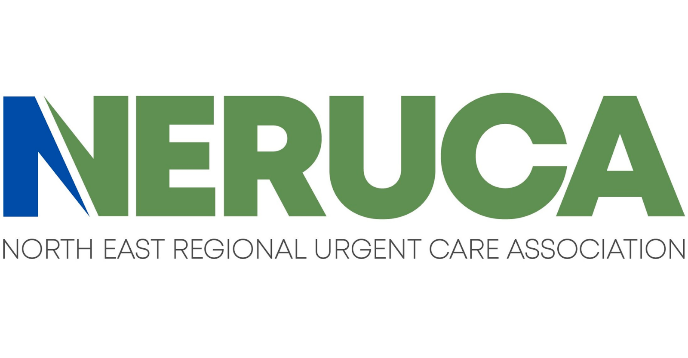 NERUCA
NORTH EAST REGIONAL URGENT CARE ASSOCIATION